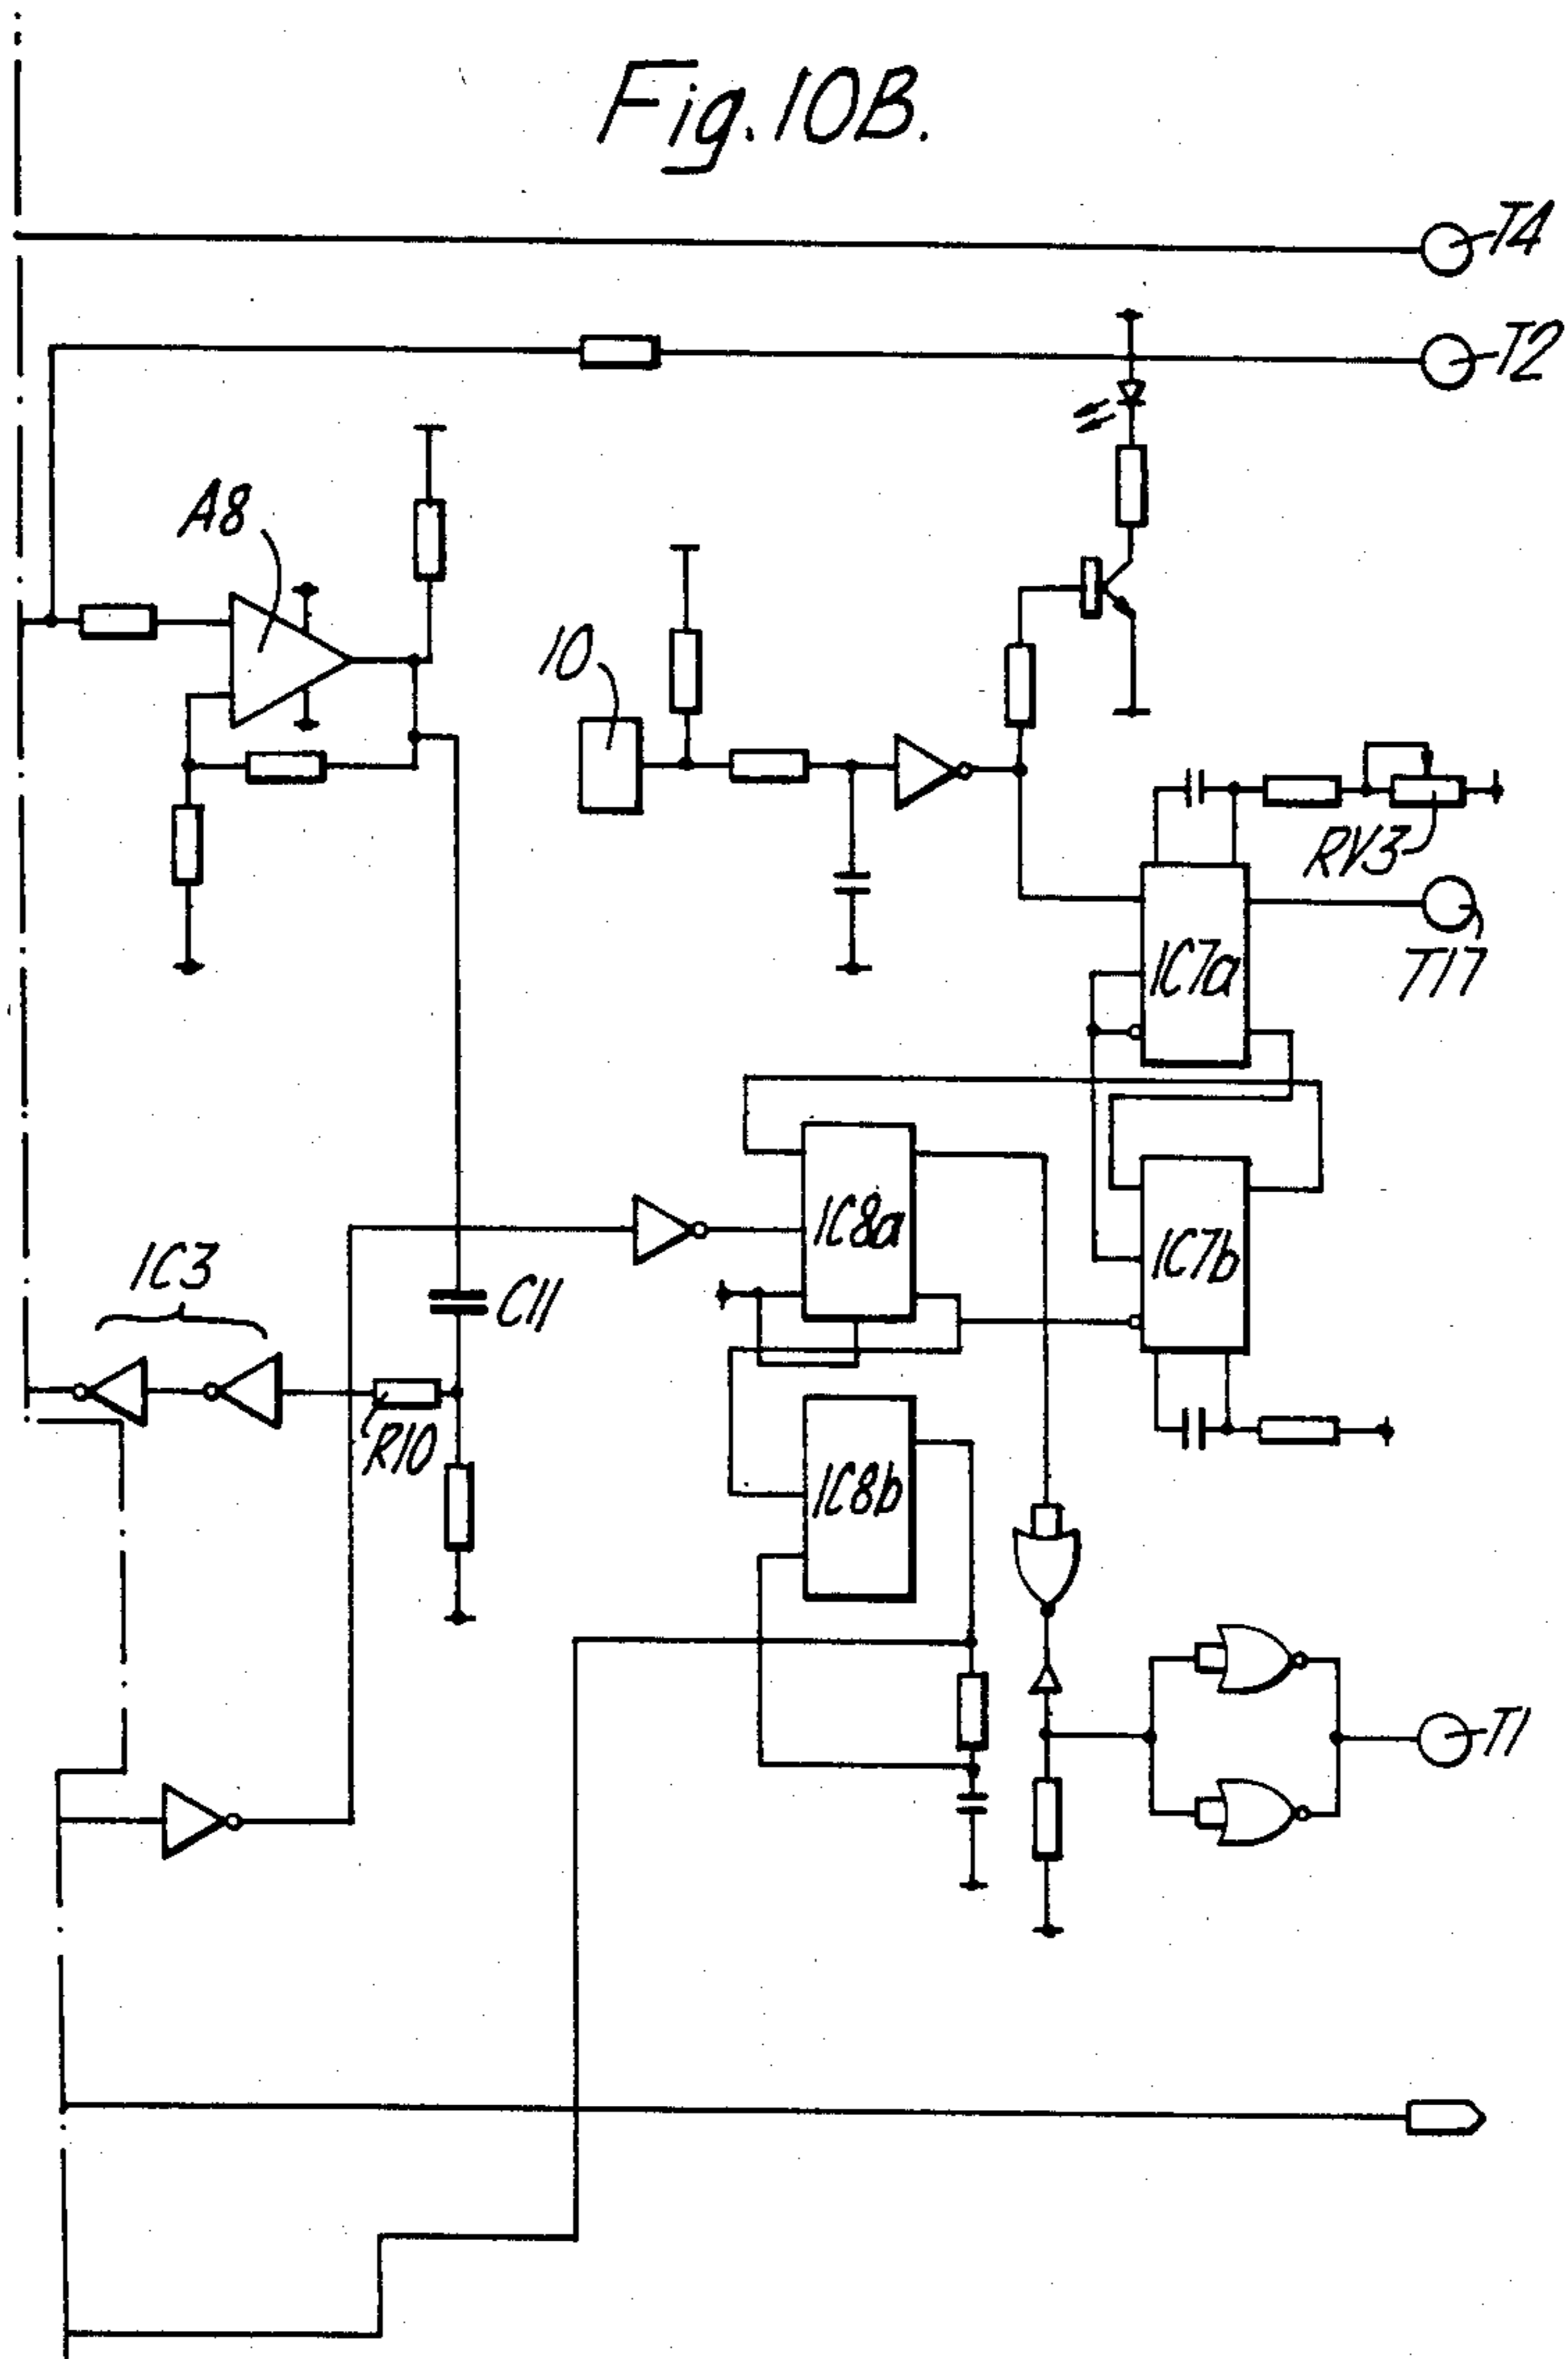 Fig. 10B.
T4
T2
A8
10
RV3
IC7a
T17
IC8a
IC7b
IC3
C11
R10
IC8b
T1